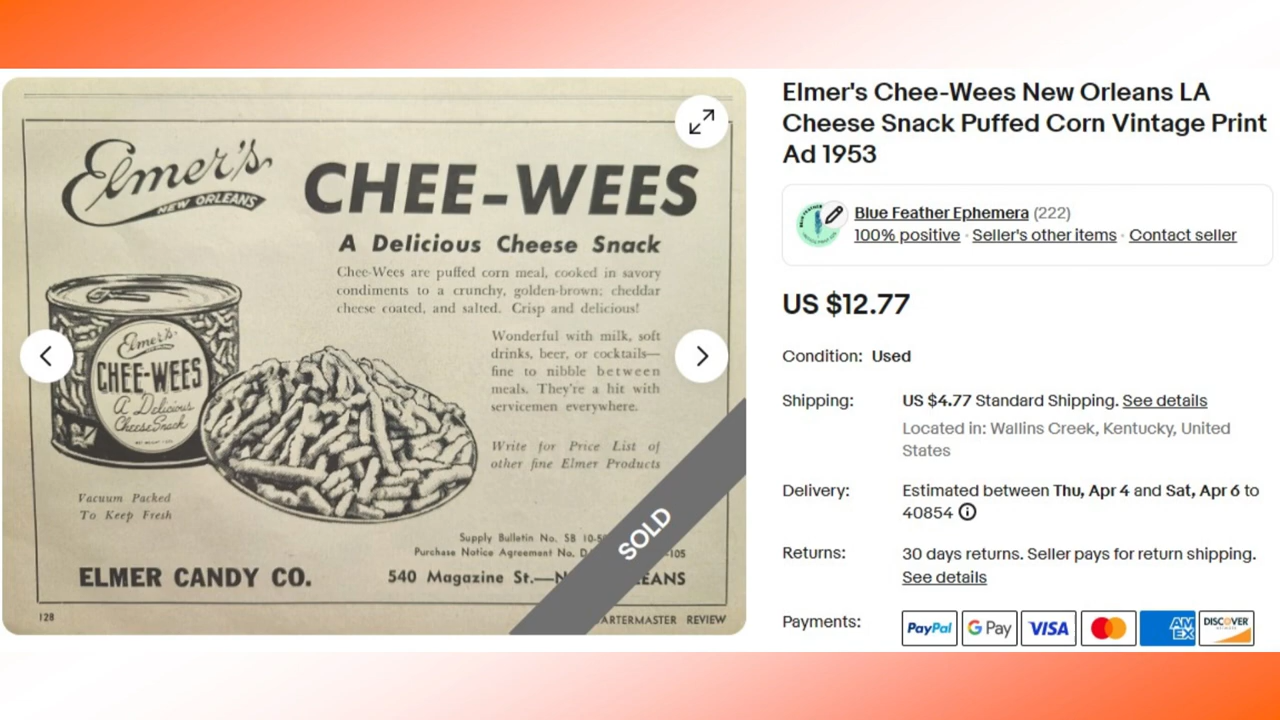 Elmer's
NEW ORLEANS
CHEE-WEES
A Delicious Cheese Snack
Chee-Wees are puffed corn meal, cooked in savory
condiments to a crunchy, golden-brown; cheddar
cheese coated, and salted. Crisp and delicious!
Wonderful with milk, soft
drinks, beer, or cocktails—
fine to nibble between
meals. They're a hit with
servicemen everywhere.
Write for Price List of
other fine Elmer Products
Elmer's
CHEE-WEES
A Delicious
Cheese Snack
Vacuum Packed
To Keep Fresh
Supply Bulletin No. SB 10-5
Purchase Notice Agreement No. D -105
ELMER CANDY CO.
540 Magazine St.—N EANS
128
ARTERMASTER REVIEW
SOLD
Elmer's Chee-Wees New Orleans LA
Cheese Snack Puffed Corn Vintage Print
Ad 1953
Blue Feather Ephemera (222)
100% positive · Seller's other items · Contact seller
US $12.77
Condition: Used
Shipping: US $4.77 Standard Shipping. See details
Located in: Wallins Creek, Kentucky, United
States
Delivery: Estimated between Thu, Apr 4 and Sat, Apr 6 to
40854
Returns: 30 days returns. Seller pays for return shipping.
See details
Payments: PayPal G Pay VISA AM EX DISCOVER